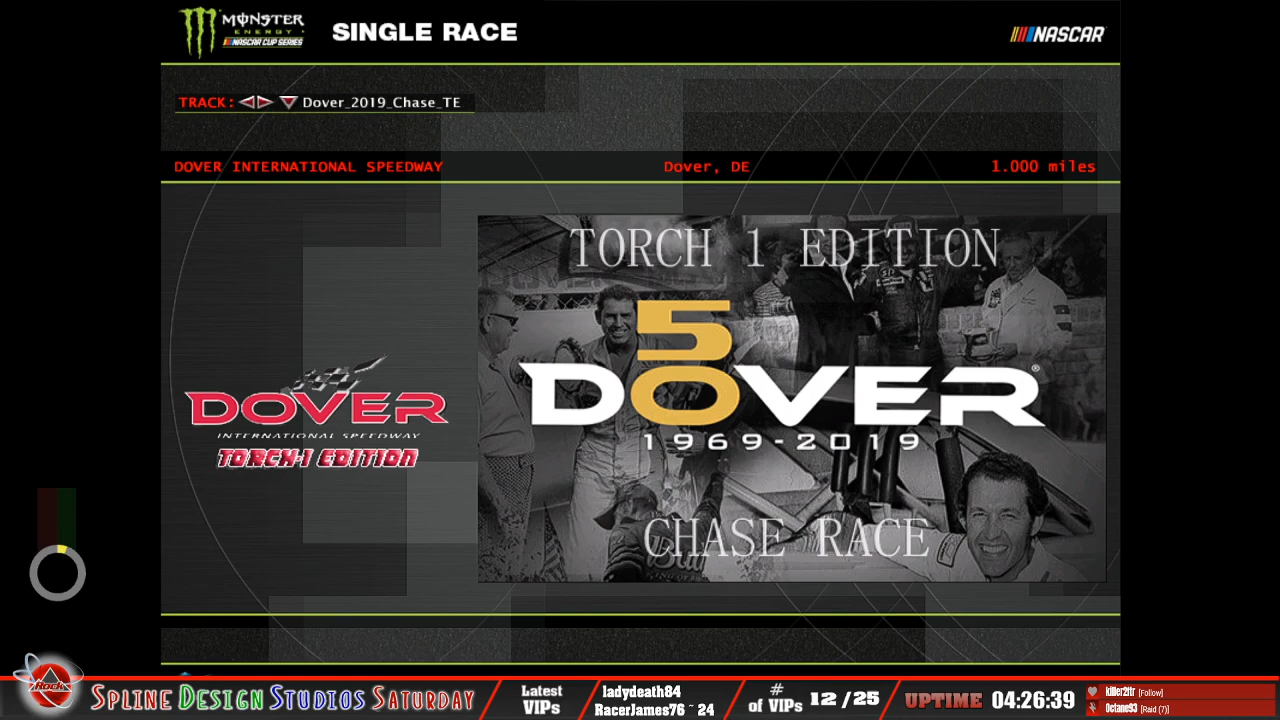 MONSTER
ENERGY
NASCAR CUP SERIES
SINGLE RACE
NASCAR
TRACK: Dover_2019_Chase_TE
DOVER INTERNATIONAL SPEEDWAY Dover, DE 1.000 miles
TORCH 1 EDITION
50
DOVER®
1969-2019
CHASE RACE
DOVER
INTERNATIONAL SPEEDWAY
TORCH-1 EDITION
SPLINE DESIGN STUDIOS SATURDAY
Latest
VIPs
ladydeath84
RacerJames76 ~ 24
#
of VIPs
12 / 25
UPTIME 04:26:39
[Follow]
Octane93 [Raid (7)]